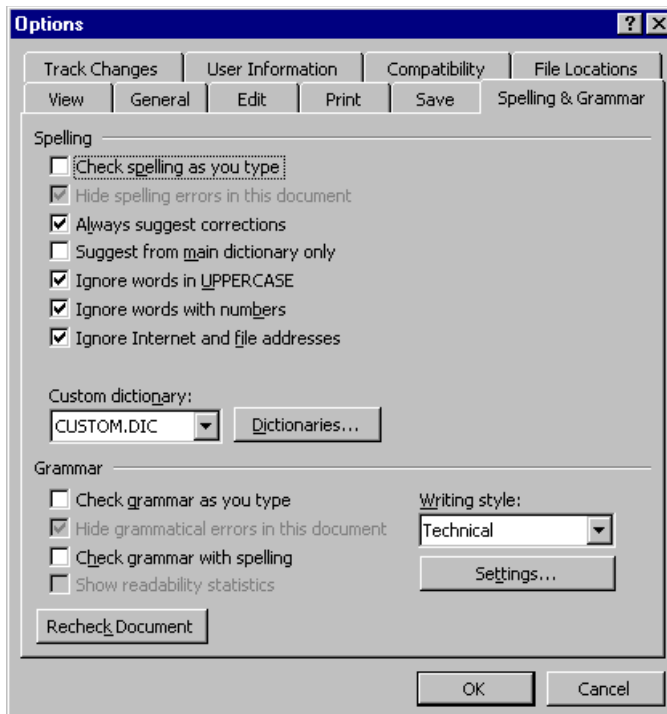 Options
Track Changes User Information Compatibility File Locations
View General Edit Print Save Spelling & Grammar
Spelling
Check spelling as you type
Hide spelling errors in this document
Always suggest corrections
Suggest from main dictionary only
Ignore words in UPPERCASE
Ignore words with numbers
Ignore Internet and file addresses
Custom dictionary:
CUSTOM.DIC Dictionaries...
Grammar
Check grammar as you type
Hide grammatical errors in this document
Check grammar with spelling
Show readability statistics
Writing style:
Technical
Settings...
Recheck Document
OK Cancel